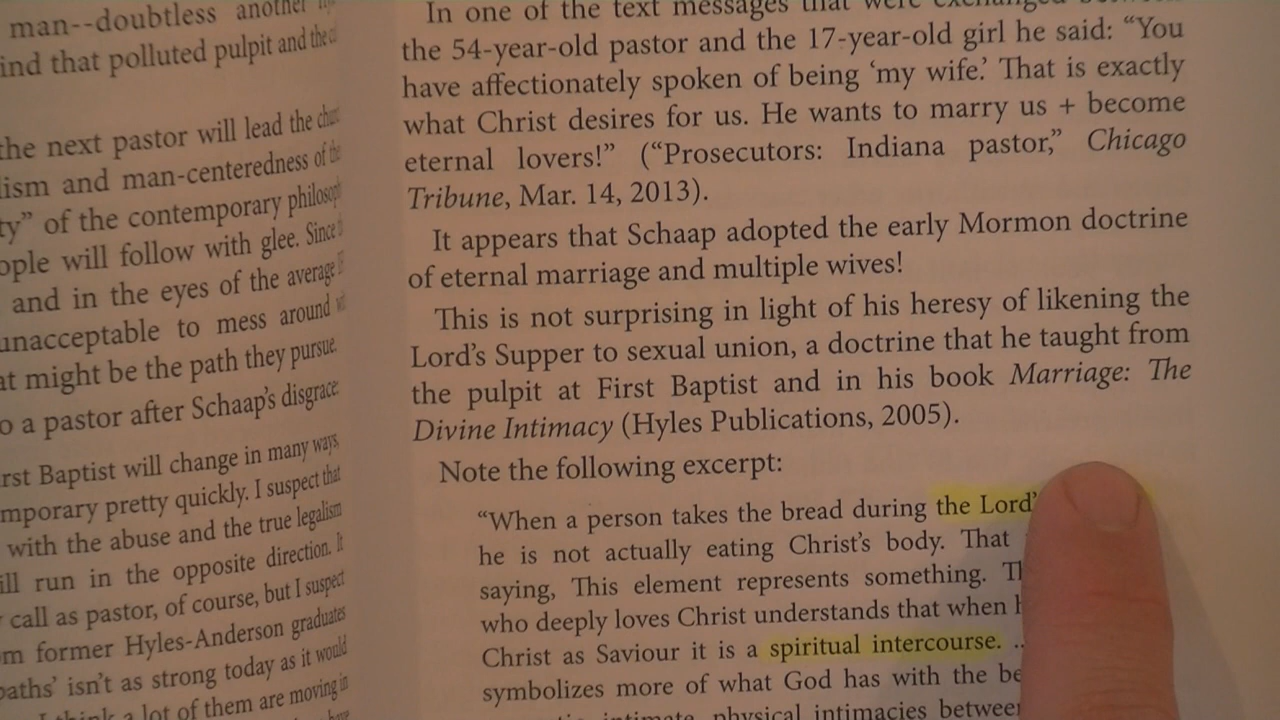 man--doubtless another
ind that polluted pulpit and the
the next pastor will lead the
lism and man-centeredness of
ty” of the contemporary
ople will follow with glee. Since
and in the eyes of the average
unacceptable to mess around
at might be the path they pursue.
o a pastor after Schaap’s disgrace.
rst Baptist will change in many ways.
mporary pretty quickly. I suspect that
with the abuse and the true legalism
ill run in the opposite direction. It
call as pastor, of course, but I suspect
m former Hyles-Anderson graduates
paths’ isn’t as strong today as it would
I think a lot of them are moving in
In one of the text messages that were exchanged
the 54-year-old pastor and the 17-year-old girl he said: “You
have affectionately spoken of being ‘my wife.’ That is exactly
what Christ desires for us. He wants to marry us + become
eternal lovers!” (“Prosecutors: Indiana pastor,” Chicago
Tribune, Mar. 14, 2013).
It appears that Schaap adopted the early Mormon doctrine
of eternal marriage and multiple wives!
This is not surprising in light of his heresy of likening the
Lord’s Supper to sexual union, a doctrine that he taught from
the pulpit at First Baptist and in his book Marriage: The
Divine Intimacy (Hyles Publications, 2005).
Note the following excerpt:
“When a person takes the bread during the Lord’
he is not actually eating Christ’s body. That
saying, This element represents something.
who deeply loves Christ understands that when
Christ as Saviour it is a spiritual intercourse. ..
symbolizes more of what God has with the
intimate, physical intimacies between